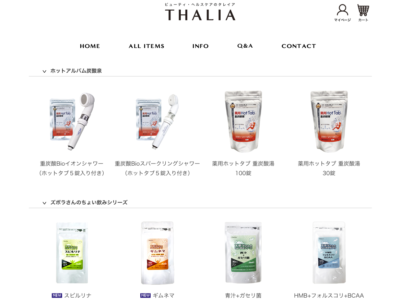 ビューティ・ヘルスケアのタレイア
THALIA
マイページ
カート
HOME
ALL ITEMS
INFO
Q&A
CONTACT
ホットアルバム炭酸泉
重炭酸Bioイオンシャワー
（ホットタブ５錠入り付き）
重炭酸Bioスパークリングシャワー
（ホットタブ５錠入り付き）
薬用ホットタブ 重炭酸湯
100錠
薬用ホットタブ 重炭酸湯
30錠
ズボラさんのちょい飲みシリーズ
NEW スピルリナ
NEW ギムネマ
青汁+ガセリ菌
HMB+フォルスコリ+BCAA